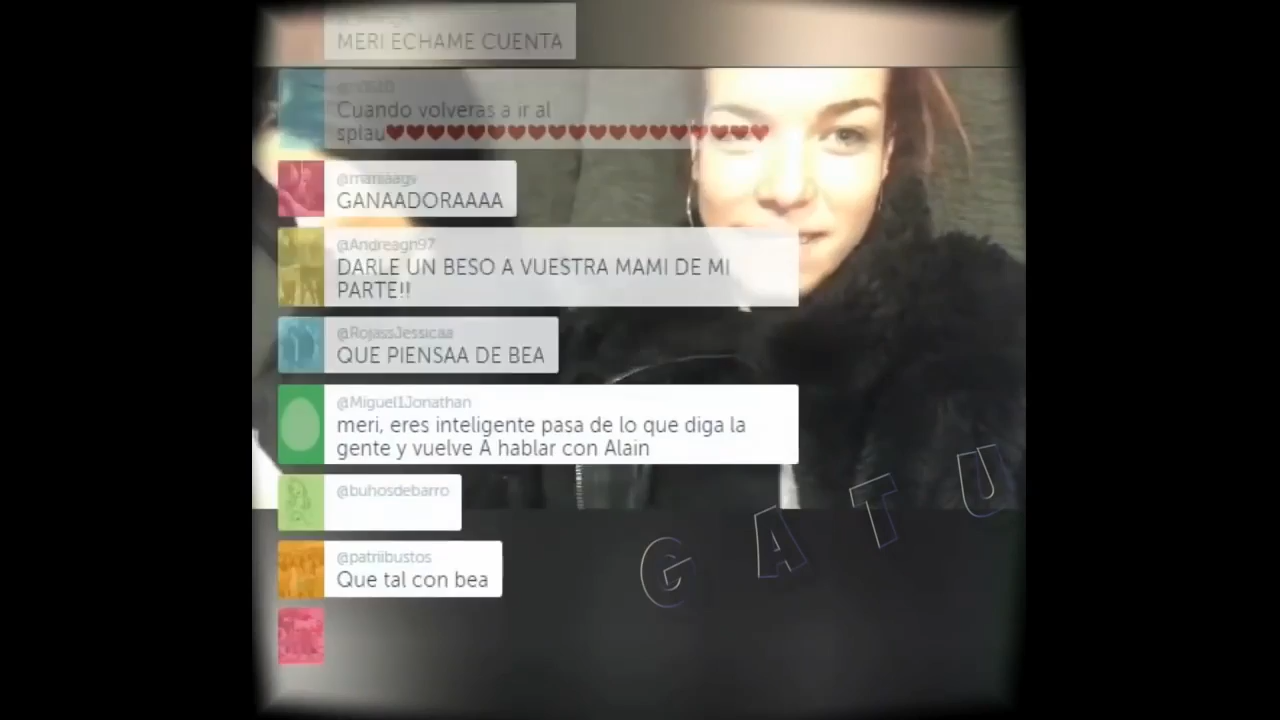 MERI ECHAME CUENTA
Cuando volveras a ir al
splau❤❤❤❤❤❤❤❤❤❤❤❤❤❤❤❤❤❤❤
GANAADORAAAA
@Andreagn97
DARLE UN BESO A VUESTRA MAMI DE MI
PARTE!!
@RojassJessicaa
QUE PIENSAA DE BEA
@Miguel1Jonathan
meri, eres inteligente pasa de lo que diga la
gente y vuelve A hablar con Alain
@buhosdebarro
@patriibustos
Que tal con bea
GATU